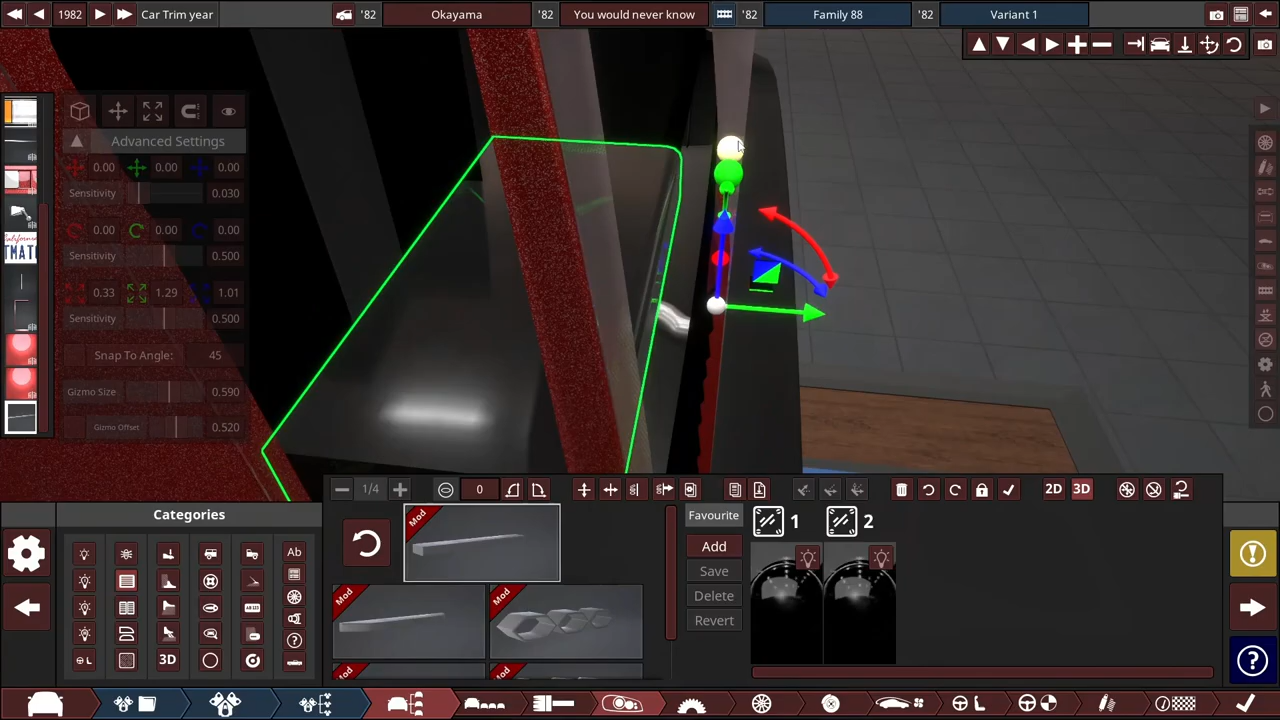 1982 Car Trim year '82 Okayama '82 You would never know '82 Family 88 '82 Variant 1
Advanced Settings
0.00 0.00 0.00
Sensitivity 0.030
0.00 0.00 0.00
Sensitivity 0.500
0.33 1.29 1.01
Sensitivity 0.500
Snap To Angle: 45
Gizmo Size: 0.590
Gizmo Offset: 0.520
1/4 0 2D 3D
Categories
Mod
Mod
Mod
Favourite
Add
Save
Delete
Revert
1 2
Ab
L
3D